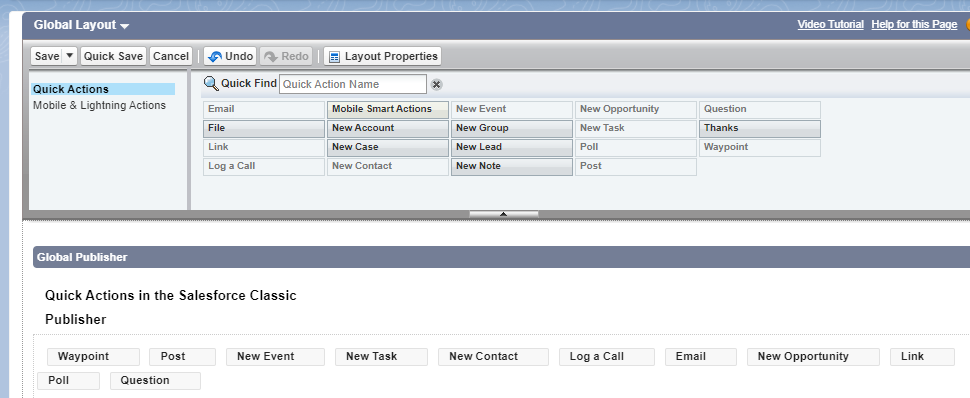 Global Layout Video Tutorial Help for this Page
Save Quick Save Cancel Undo Redo Layout Properties
Quick Find Quick Action Name
Quick Actions
Mobile & Lightning Actions
Email Mobile Smart Actions New Event New Opportunity Question
File New Account New Group New Task Thanks
Link New Case New Lead Poll Waypoint
Log a Call New Contact New Note Post
Global Publisher
Quick Actions in the Salesforce Classic
Publisher
Waypoint Post New Event New Task New Contact Log a Call Email New Opportunity Link
Poll Question